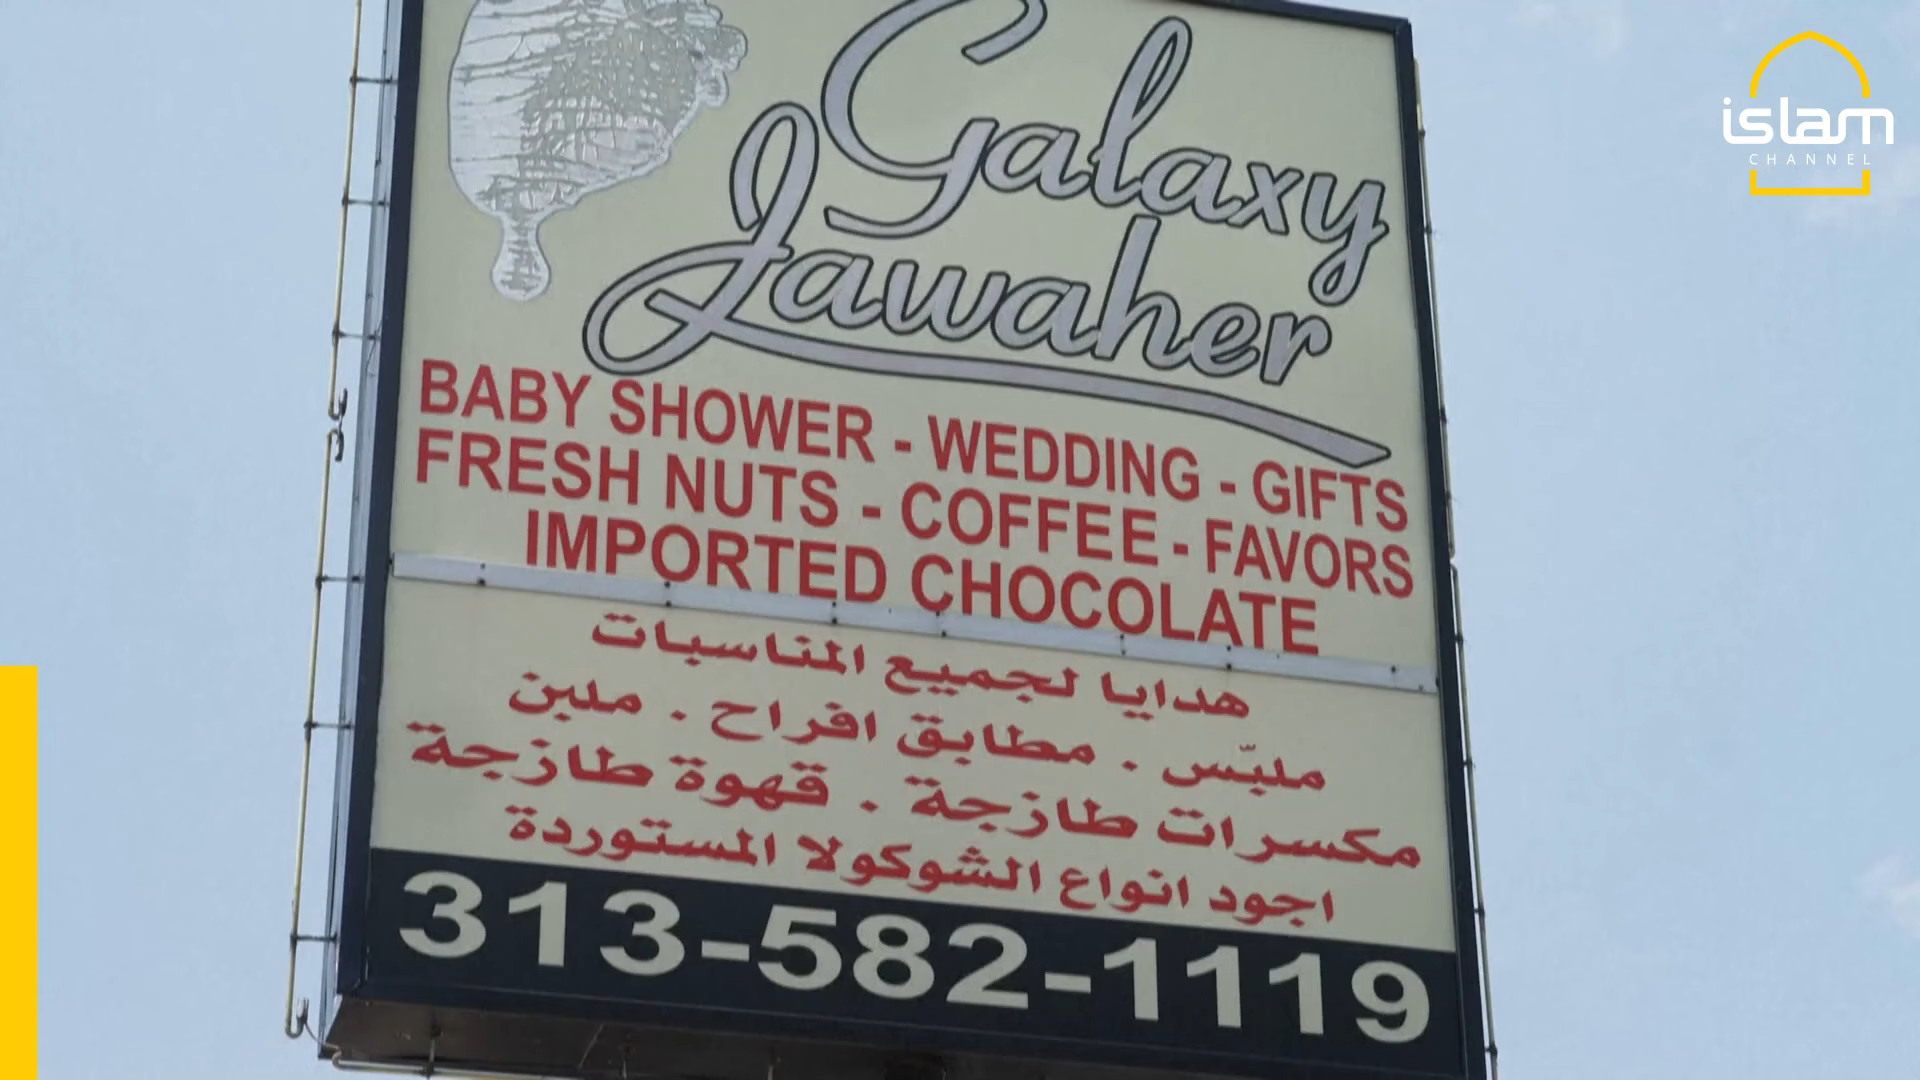 Galaxy
Jawaher
BABY SHOWER - WEDDING - GIFTS
FRESH NUTS - COFFEE - FAVORS
IMPORTED CHOCOLATE
هدايا لجميع المناسبات
ملبّس . مطابق افراح . ملبن
مكسرات طازجة . قهوة طازجة
اجود انواع الشوكولا المستوردة
313-582-1119
islam
CHANNEL